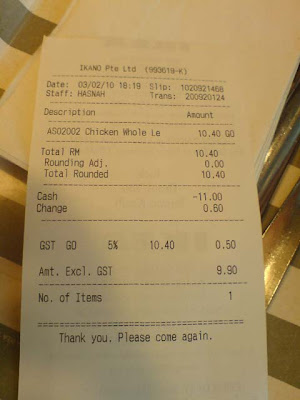 IKANO Pte Ltd (993619-K)
Date: 03/02/10 18:19 Slip: 1020921468
Staff: HASNAH Trans: 200920124
Description Amount
AS02002 Chicken Whole Le 10.40 GO
Total RM 10.40
Rounding Adj. 0.00
Total Rounded 10.40
Cash -11.00
Change 0.60
GST GO 5% 10.40 0.50
Amt. Excl. GST 9.90
No. of Items 1
Thank you. Please come again.